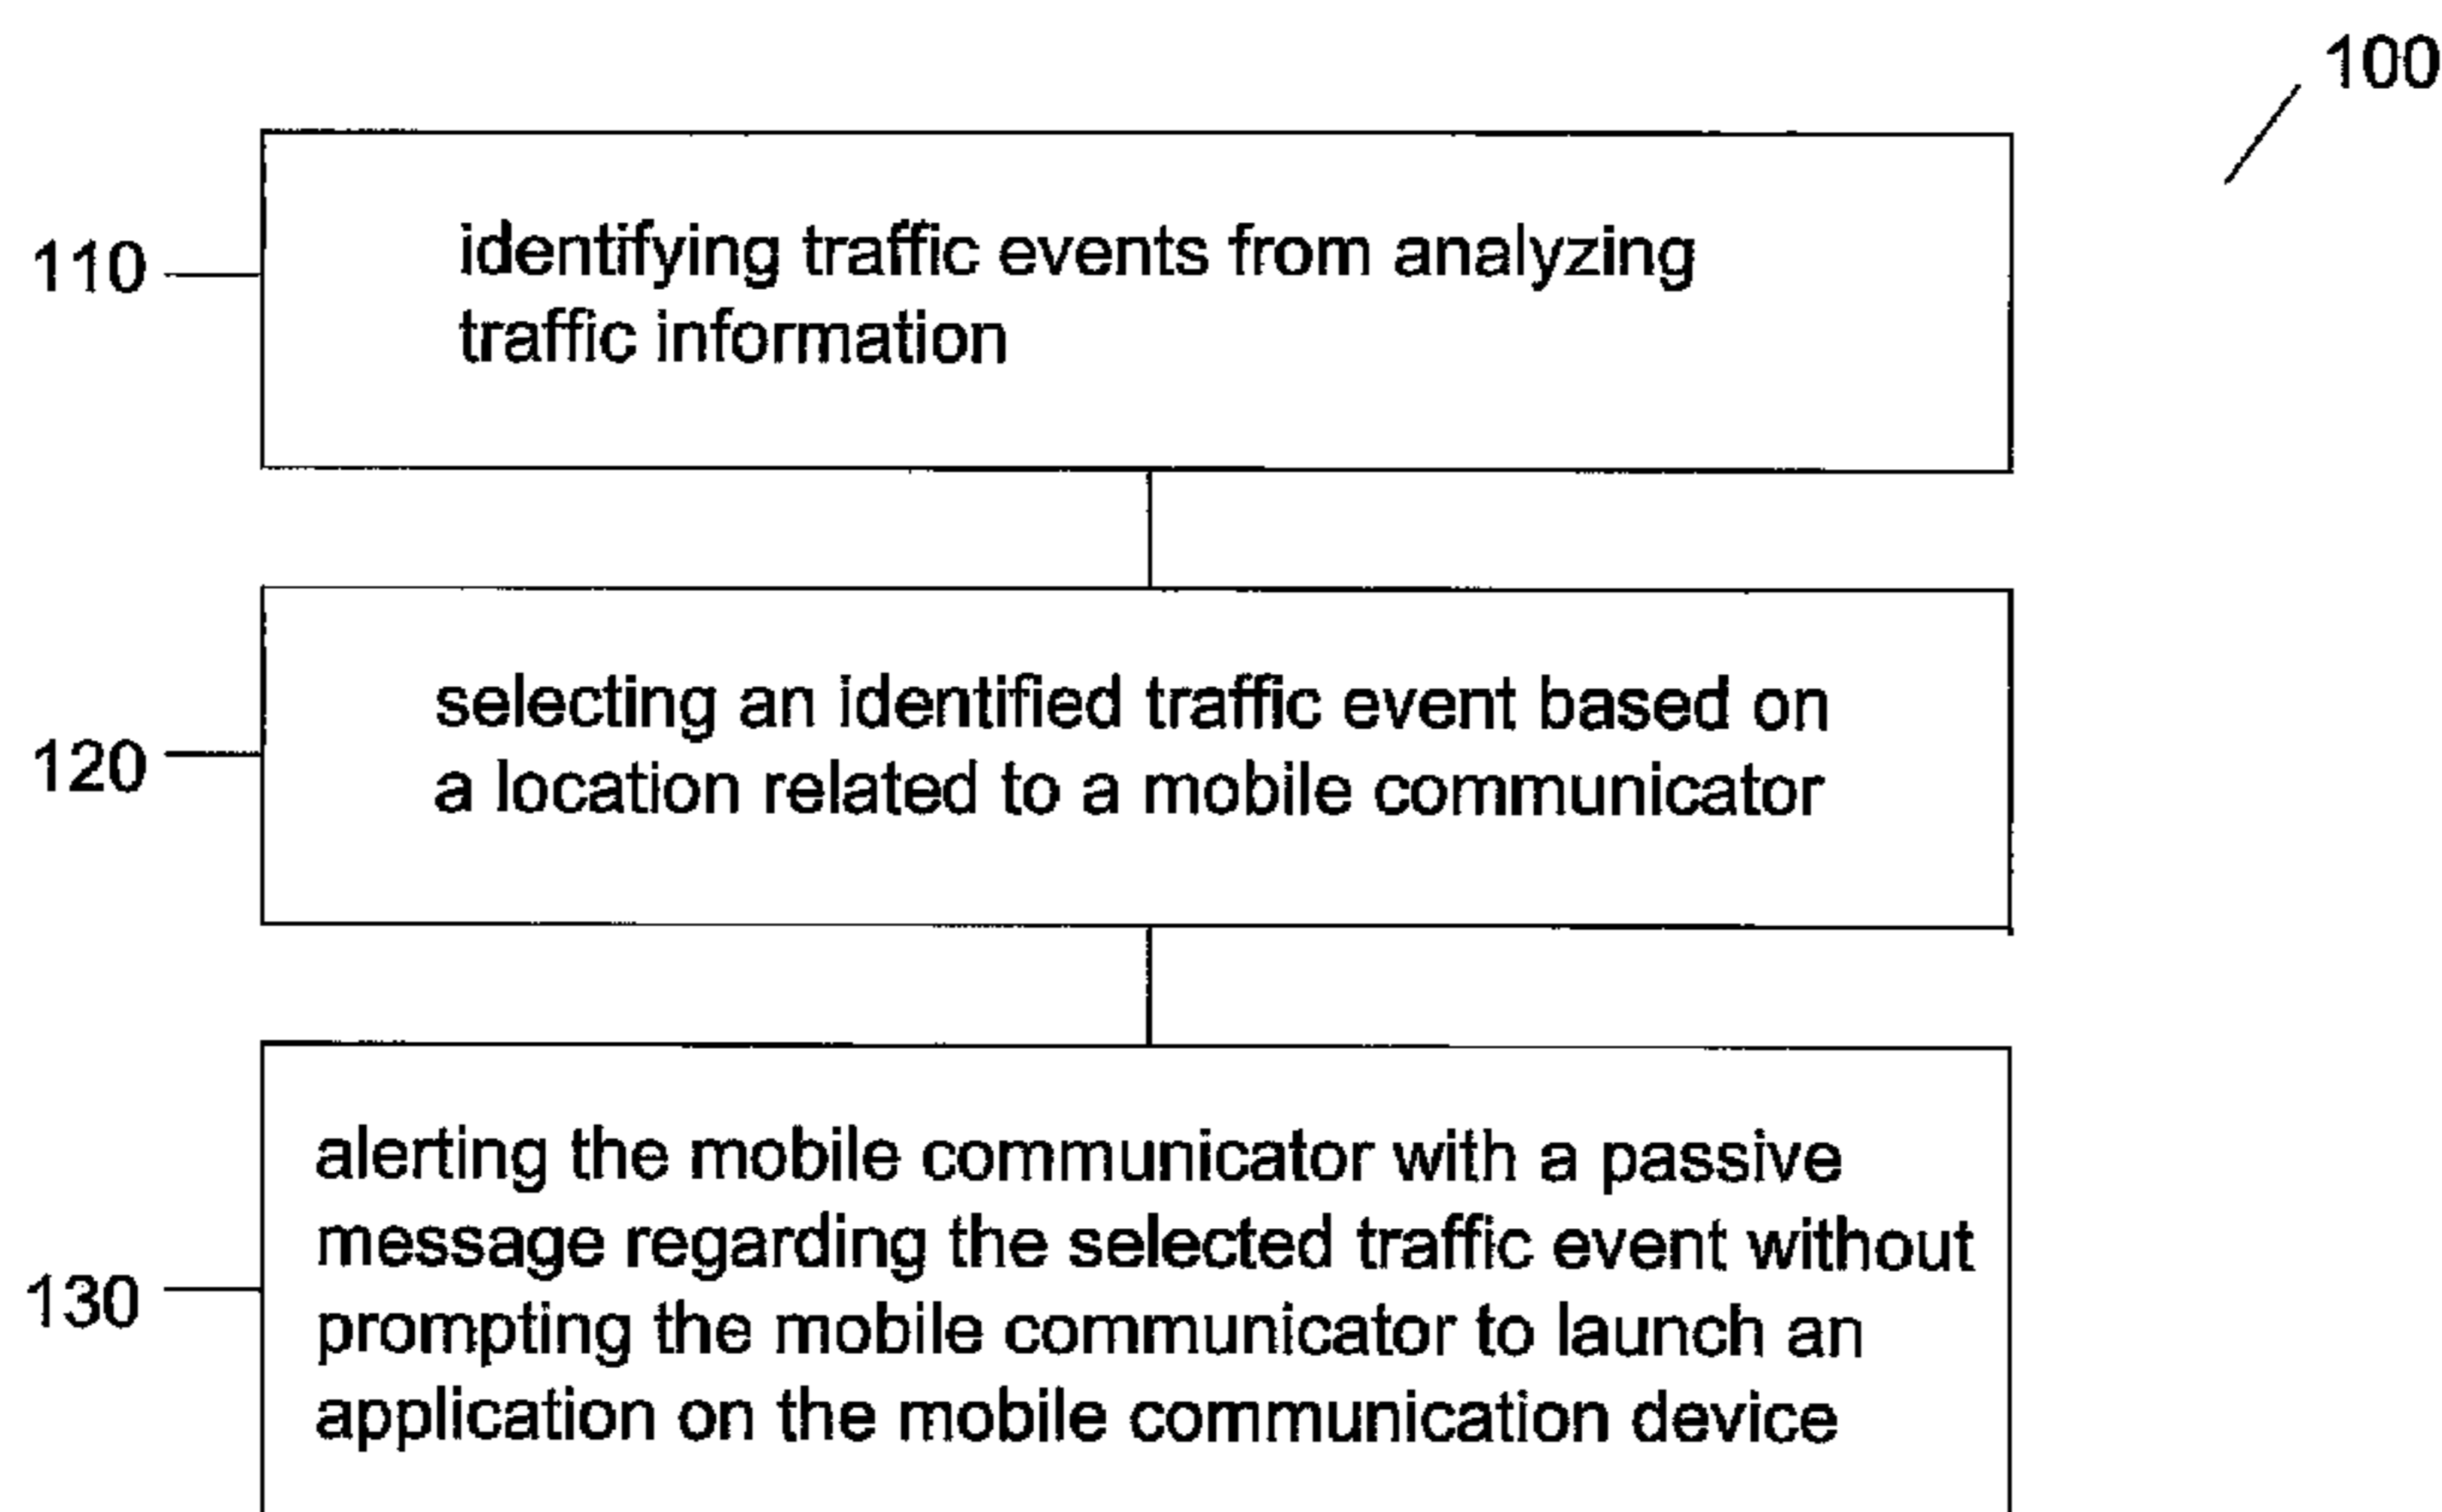 100
110
identifying traffic events from analyzing
traffic information
120
selecting an identified traffic event based on
a location related to a mobile communicator
130
alerting the mobile communicator with a passive
message regarding the selected traffic event without
prompting the mobile communicator to launch an
application on the mobile communication device